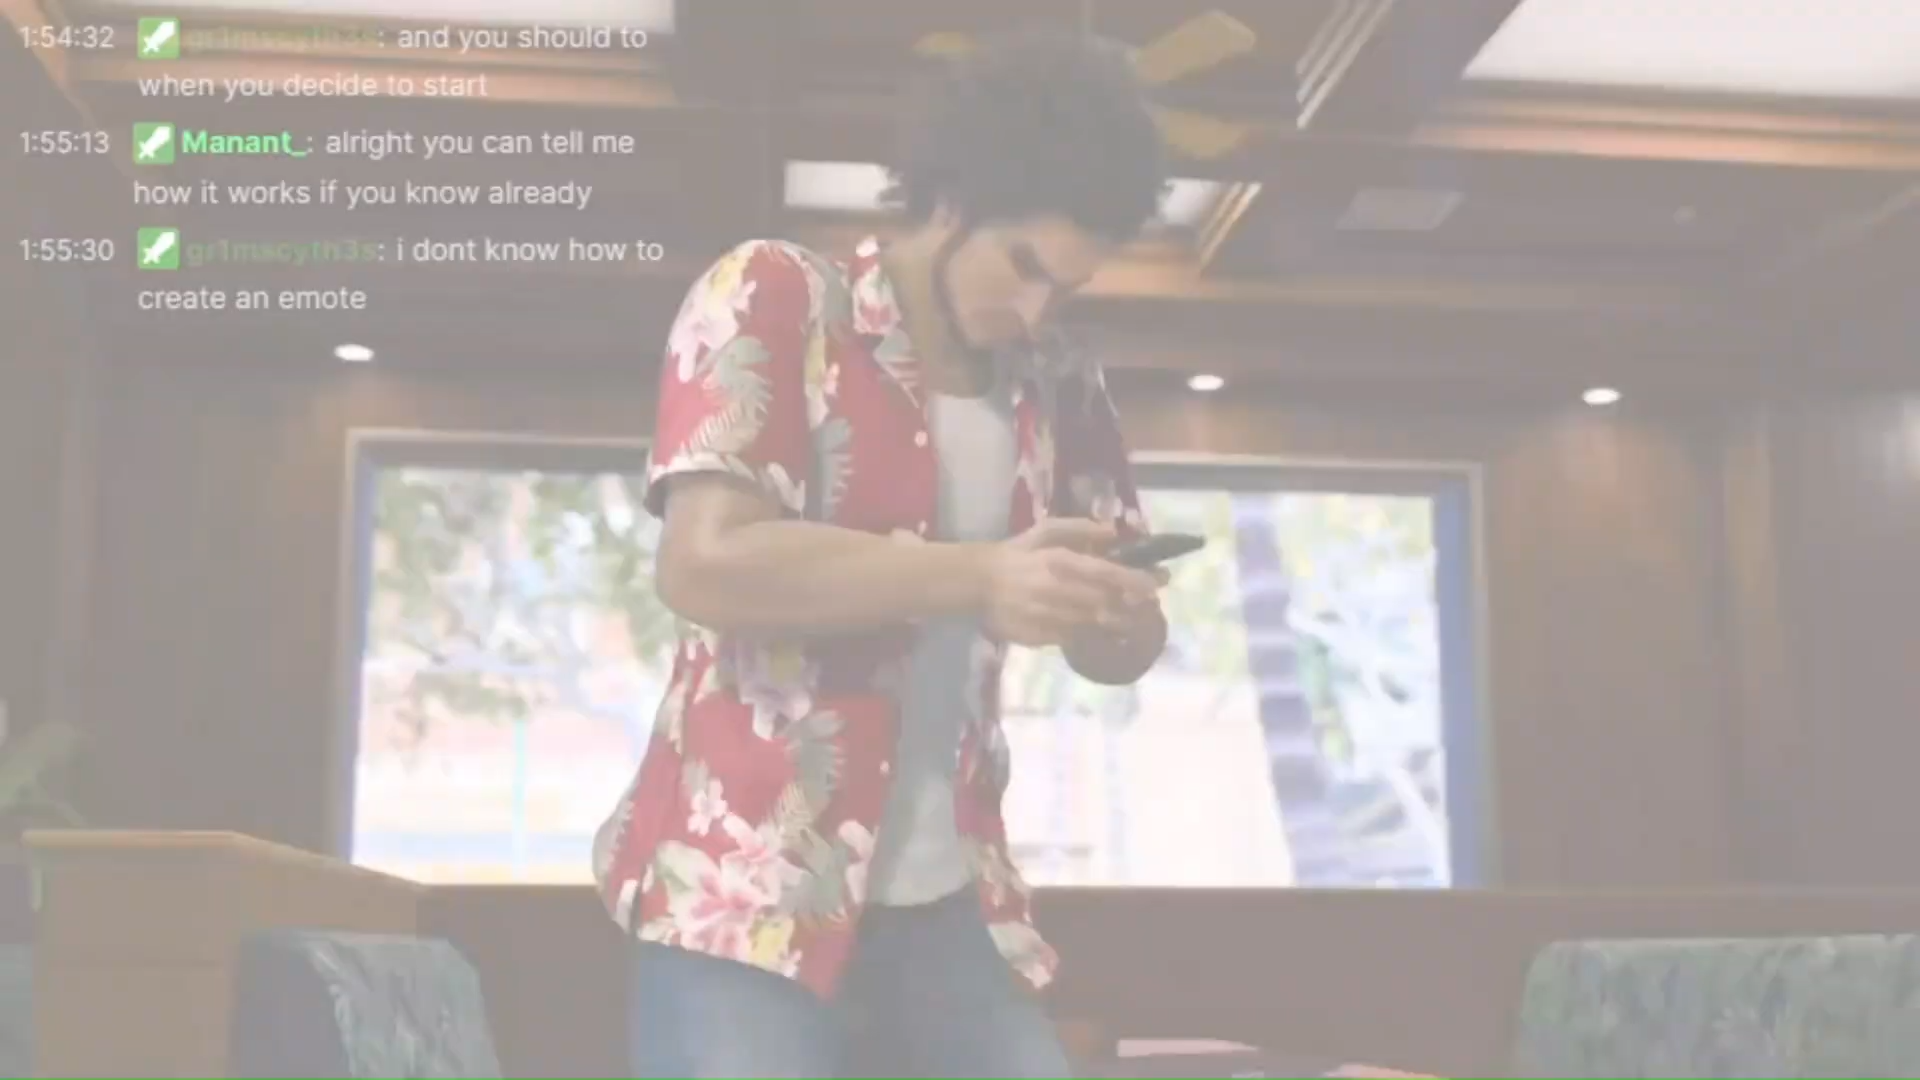 1:54:32 gr1mscyth3s: and you should to
when you decide to start
1:55:13 Manant_: alright you can tell me
how it works if you know already
1:55:30 gr1mscyth3s: i dont know how to
create an emote